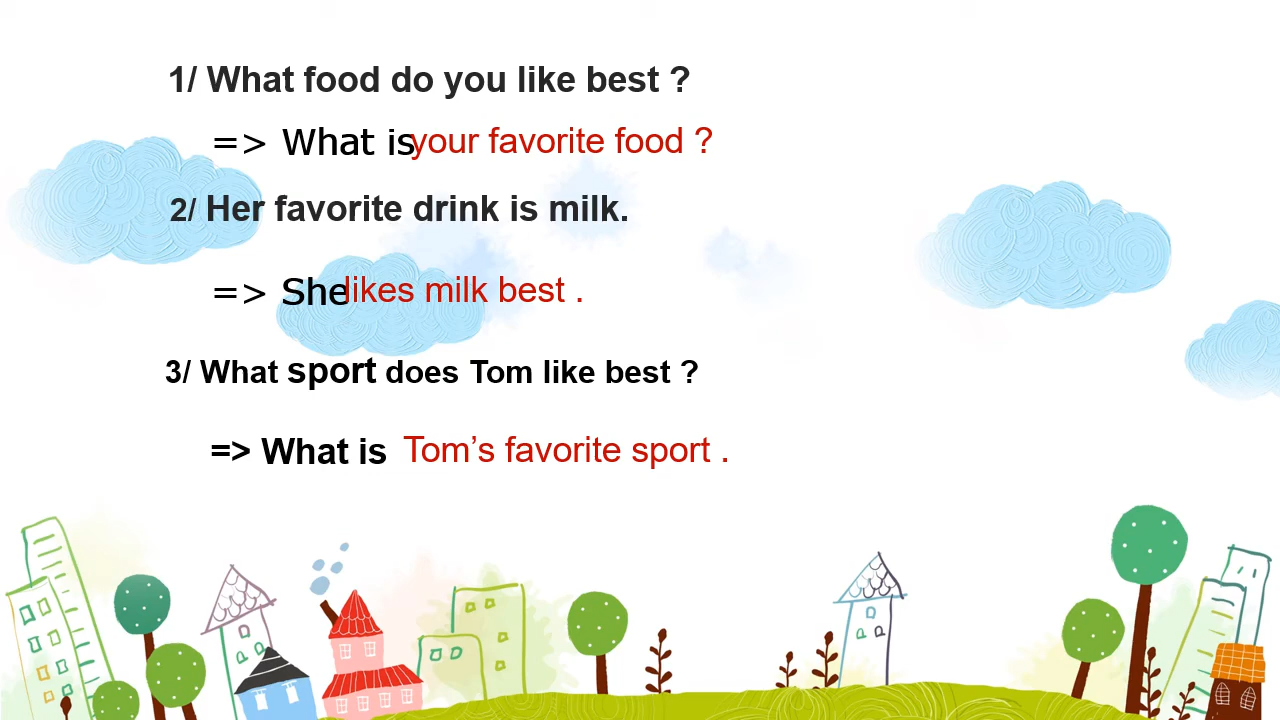 1/ What food do you like best ?
=> What is your favorite food ?
2/ Her favorite drink is milk.
=> She likes milk best .
3/ What sport does Tom like best ?
=> What is Tom’s favorite sport .